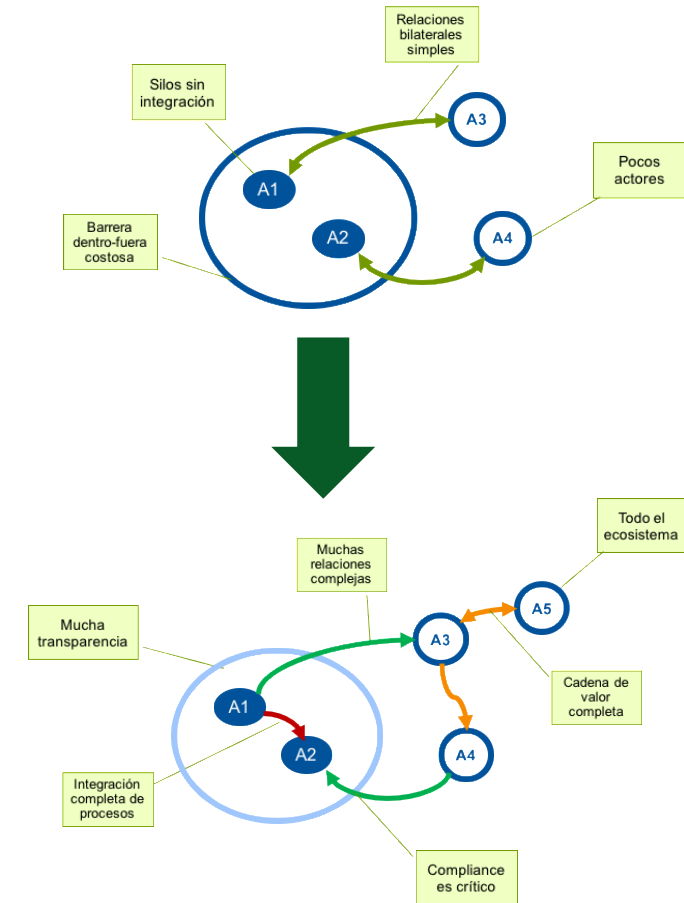 Relaciones
bilaterales
simples
Silos sin
integración
A3
Pocos
actores
A1
Barrera
dentro-fuera
costosa
A2
A4
Todo el
ecosistema
Muchas
relaciones
complejas
Mucha
transparencia
A5
A3
Cadena de
valor
completa
A1
A2
A4
Integración
completa de
procesos
Compliance
es crítico